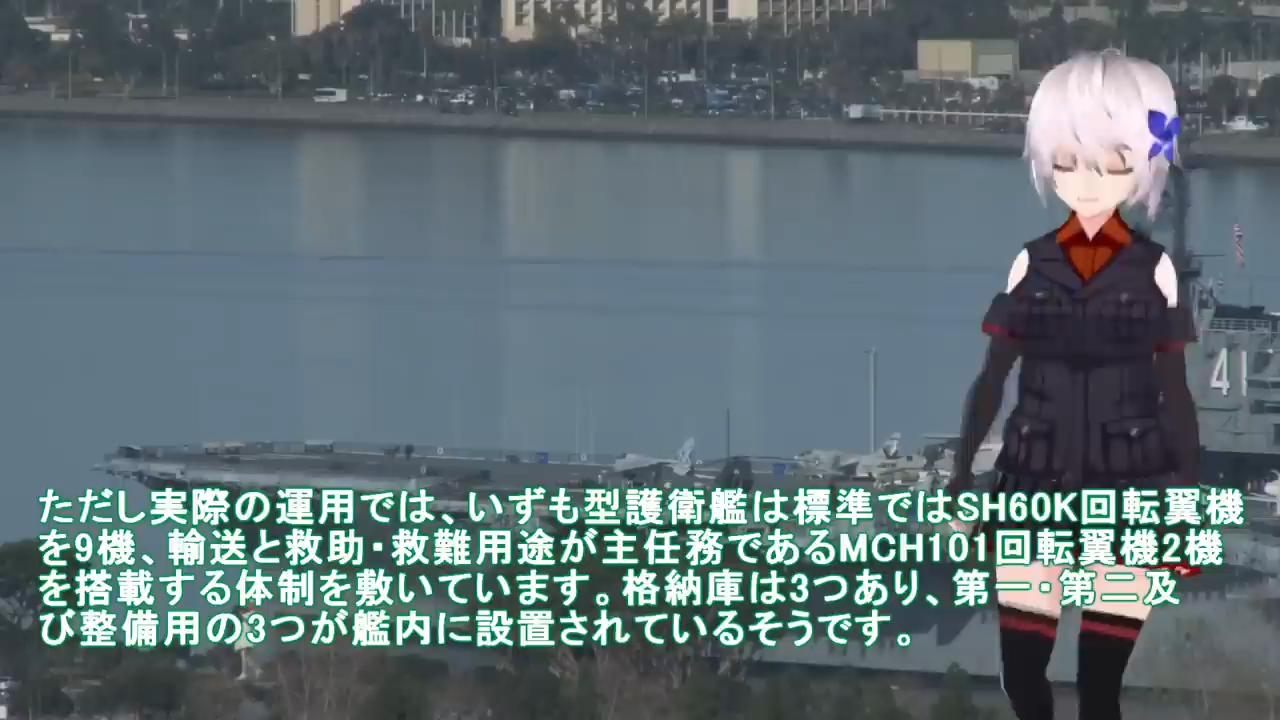 41
ただし実際の運用では、いずも型護衛艦は標準ではSH60K回転翼機
を9機、輸送と救助・救難用途が主任務であるMCH101回転翼機2機
を搭載する体制を敷いています。格納庫は3つあり、第一・第二及
び整備用の3つが艦内に設置されているそうです。